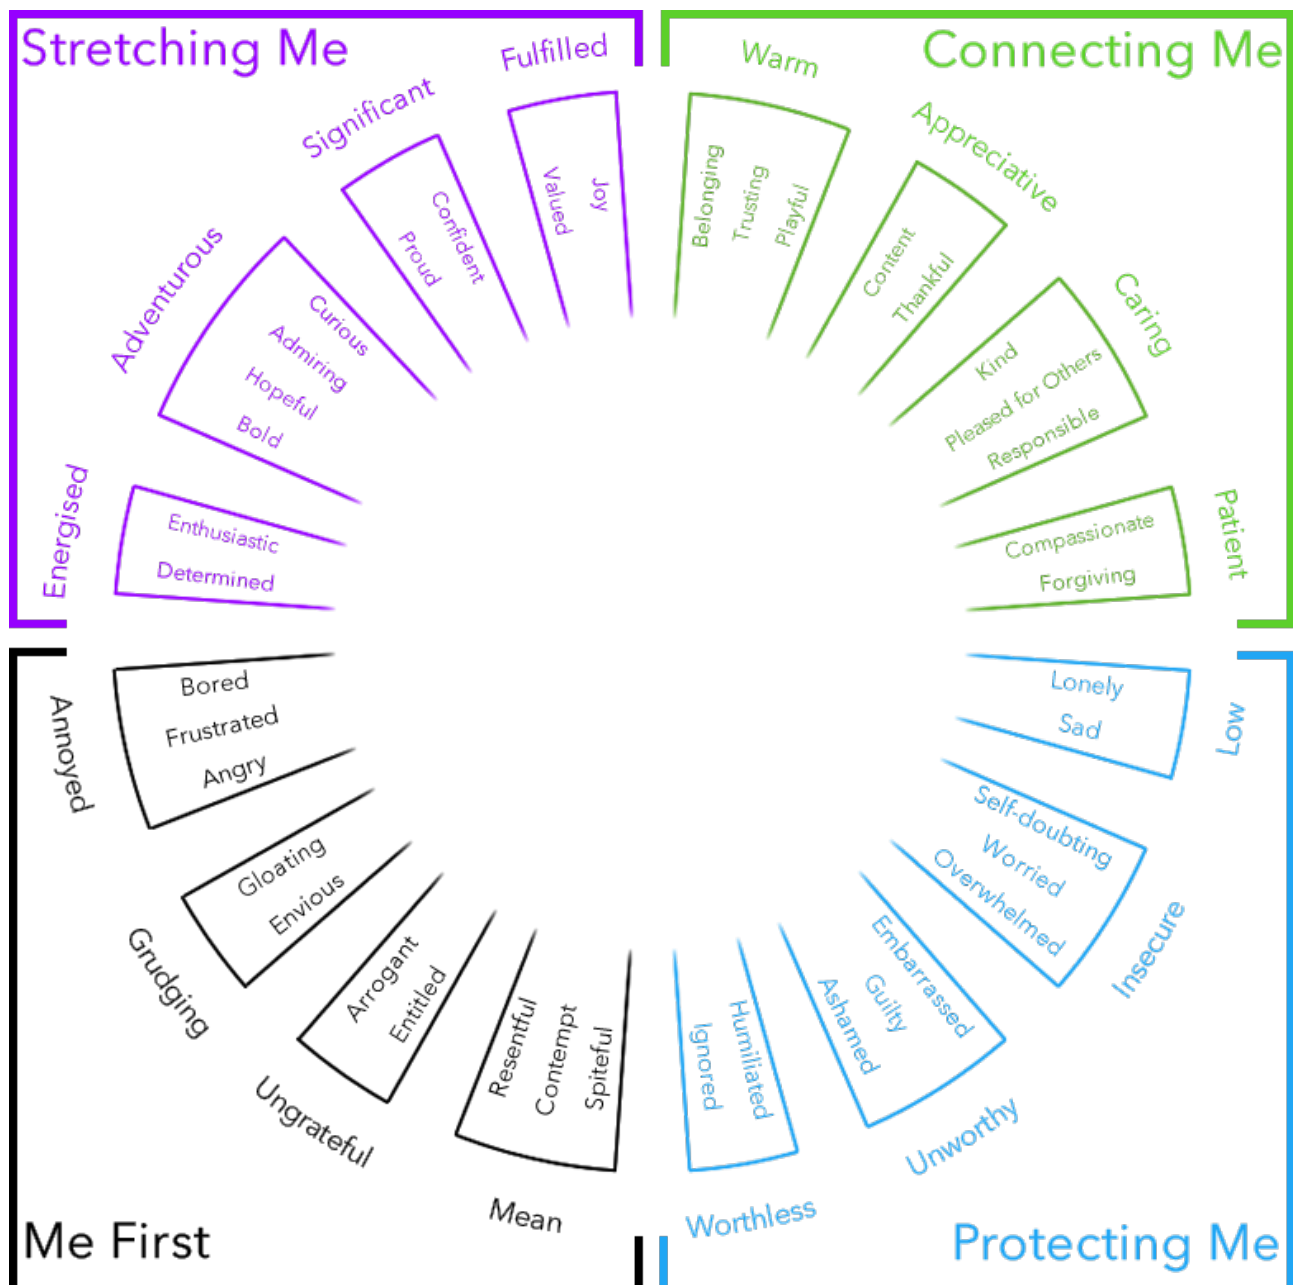 Stretching Me
Fulfilled
Valued
Joy
Significant
Proud
Confident
Adventurous
Curious
Admiring
Hopeful
Bold
Energised
Enthusiastic
Determined
Connecting Me
Warm
Belonging
Trusting
Playful
Appreciative
Content
Thankful
Caring
Kind
Pleased for Others
Responsible
Patient
Compassionate
Forgiving
Annoyed
Bored
Frustrated
Angry
Grudging
Gloating
Envious
Ungrateful
Arrogant
Entitled
Mean
Resentful
Contempt
Spiteful
Me First
Low
Lonely
Sad
Insecure
Self-doubting
Worried
Overwhelmed
Unworthy
Embarrassed
Guilty
Ashamed
Worthless
Humiliated
Ignored
Protecting Me